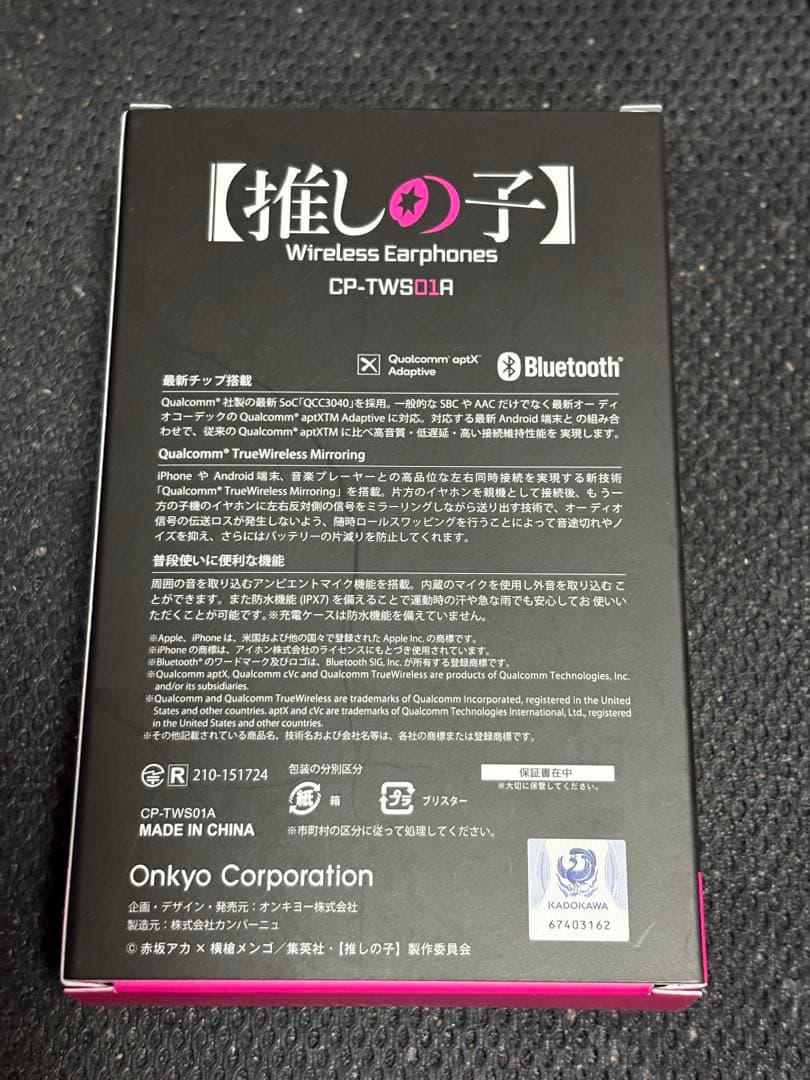 【推しの子】
Wireless Earphones
CP-TWS01A
Qualcomm® aptX™
Adaptive
Bluetooth®
最新チップ搭載
Qualcomm® 社製の最新 SoC「QCC3040」を採用。一般的な SBC や AAC だけでなく最新オー ディ
オコーデックの Qualcomm® aptXTM Adaptive に対応。対応する最新 Android 端末と の組み合
わせで、従来の Qualcomm® aptXTM に比べ高音質・低遅延・高い接続維持性能を 実現します。
Qualcomm® TrueWireless Mirroring
iPhone や Android 端末、音楽プレーヤーとの高品位な左右同時接続を実現する新技術
「Qualcomm® TrueWireless Mirroring」を搭載。片方のイヤホンを親機として接続後、も う一
方の子機のイヤホンに左右反対側の信号をミラーリングしながら送り出す技術で、オー ディオ
信号の伝送ロスが発生しないよう、随時ロールスワッピングを行うことによって音途切れやノ
イズを抑え、さらにはバッテリーの片減りを防止してくれます。
普段使いに便利な機能
周囲の音を取り込むアンビエントマイク機能を搭載。内蔵のマイクを使用し外音を取り込む こ
とができます。また防水機能 (IPX7) を備えることで運動時の汗や急な雨でも安心してお 使いい
ただくことが可能です。※充電ケースは防水機能を備えていません。
※Apple、iPhone は、米国および他の国々で登録された Apple Inc. の商標です。
※iPhone の商標は、アイホン株式会社のライセンスにもとづき使用されています。
※Bluetooth® のワードマーク及びロゴは、Bluetooth SIG, Inc. が所有する登録商標です。
※Qualcomm aptX, Qualcomm cVc and Qualcomm TrueWireless are products of Qualcomm Technologies, Inc.
and/or its subsidiaries.
※Qualcomm and Qualcomm TrueWireless are trademarks of Qualcomm Incorporated, registered in the United
States and other countries. aptX and cVc are trademarks of Qualcomm Technologies International, Ltd., registered
in the United States and other countries.
※その他記載されている商品名、技術名および会社名等は、各社の商標または登録商標です。
R 210-151724
包装の分別区分
紙 箱
プラ ブリスター
保証書在中
※大切に保管してください。
CP-TWS01A
MADE IN CHINA
※市町村の区分に従って処理してください。
Onkyo Corporation
企画・デザイン・発売元：オンキヨー株式会社
製造元：株式会社カンパーニュ
© 赤坂アカ × 横槍メンゴ／集英社・【推しの子】製作委員会
KADOKAWA
67403162